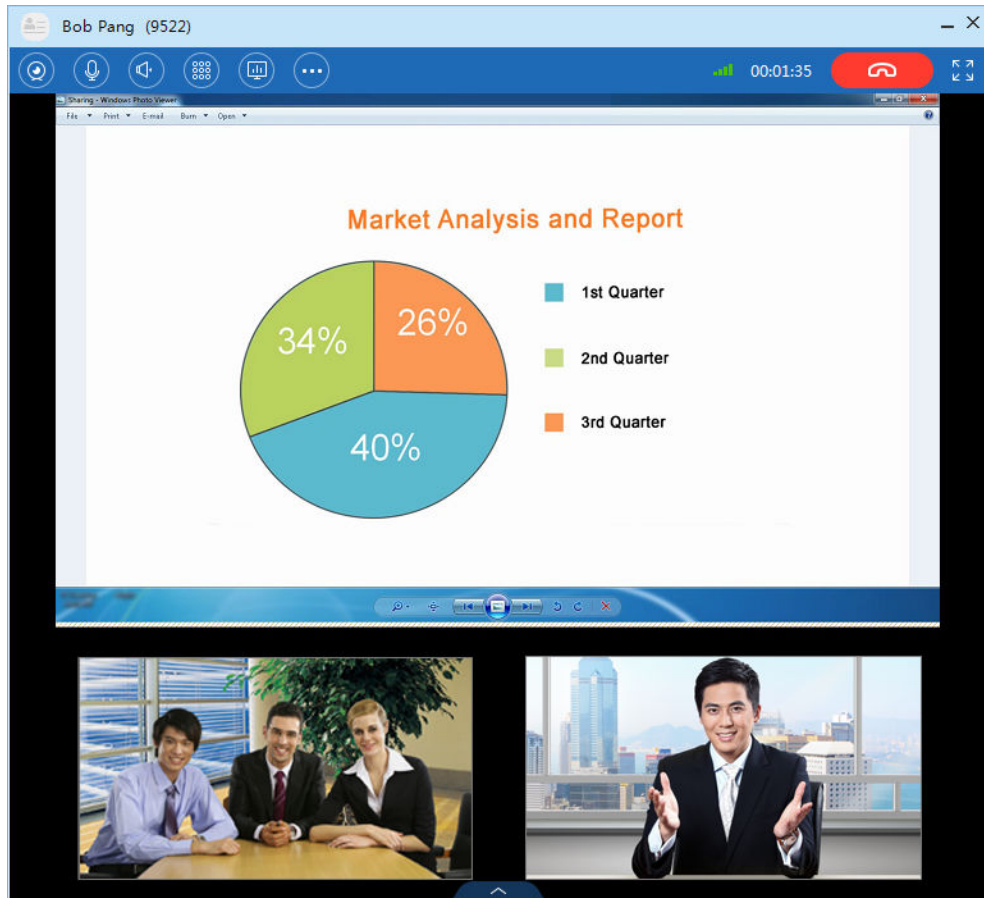 Bob Pang (9522)
00:01:35
Sharing - Windows Photo Viewer
File Print E-mail Burn Open
Market Analysis and Report
34%
26%
40%
1st Quarter
2nd Quarter
3rd Quarter